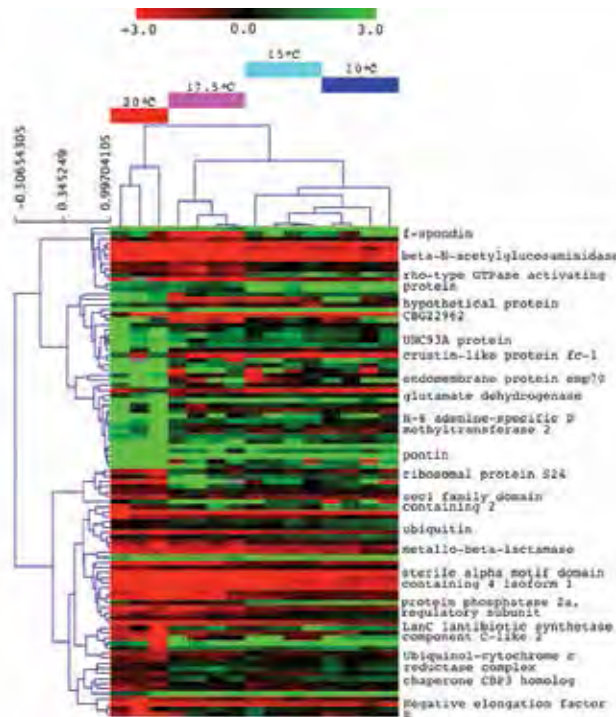 -3.0 0.0 3.0
15°C
10°C
17.5°C
20°C
-0.30654305
0.345249
0.99704105
f-spondin
beta-N-acetylglucosaminidase
rho-type GTPase activating
protein
hypothetical protein
CBG22962
UNC93A protein
crustin-like protein fc-1
endomembrane protein emp70
glutamate dehydrogenase
N-6 adenine-specific D
methyltransferase 2
pontin
ribosomal protein S24
sec1 family domain
containing 2
ubiquitin
metallo-beta-lactamase
sterile alpha motif domain
containing 4 isoform 1
protein phosphatase 2a,
regulatory subunit
LanC lantibiotic synthetase
component C-like 2
Ubiquinol-cytochrome c
reductase complex
chaperone CBP3 homolog
Negative elongation factor